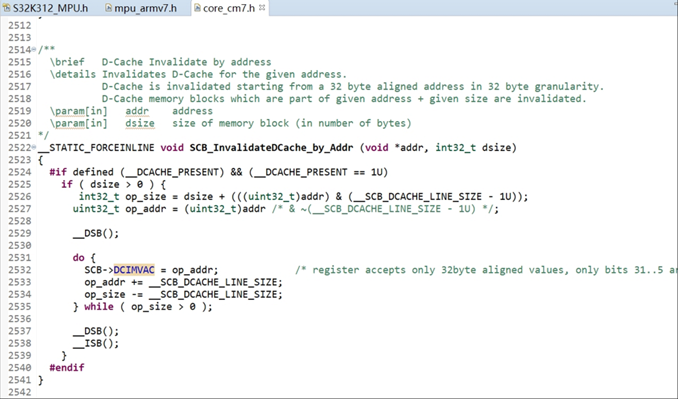 S32K312_MPU.h mpu_armv7.h core_cm7.h
2512
2513
2514 /**
2515 \brief D-Cache Invalidate by address
2516 \details Invalidates D-Cache for the given address.
2517 D-Cache is invalidated starting from a 32 byte aligned address in 32 byte granularity.
2518 D-Cache memory blocks which are part of given address + given size are invalidated.
2519 \param[in] addr address
2520 \param[in] dsize size of memory block (in number of bytes)
2521 */
2522 __STATIC_FORCEINLINE void SCB_InvalidateDCache_by_Addr (void *addr, int32_t dsize)
2523 {
2524 #if defined (__DCACHE_PRESENT) && (__DCACHE_PRESENT == 1U)
2525 if ( dsize > 0 ) {
2526 int32_t op_size = dsize + (((uint32_t)addr) & (__SCB_DCACHE_LINE_SIZE - 1U));
2527 uint32_t op_addr = (uint32_t)addr /* & ~(__SCB_DCACHE_LINE_SIZE - 1U) */;
2528
2529 __DSB();
2530
2531 do {
2532 SCB->DCIMVAC = op_addr; /* register accepts only 32byte aligned values, only bits 31..5 ar
2533 op_addr += __SCB_DCACHE_LINE_SIZE;
2534 op_size -= __SCB_DCACHE_LINE_SIZE;
2535 } while ( op_size > 0 );
2536
2537 __DSB();
2538 __ISB();
2539 }
2540 #endif
2541 }
2542